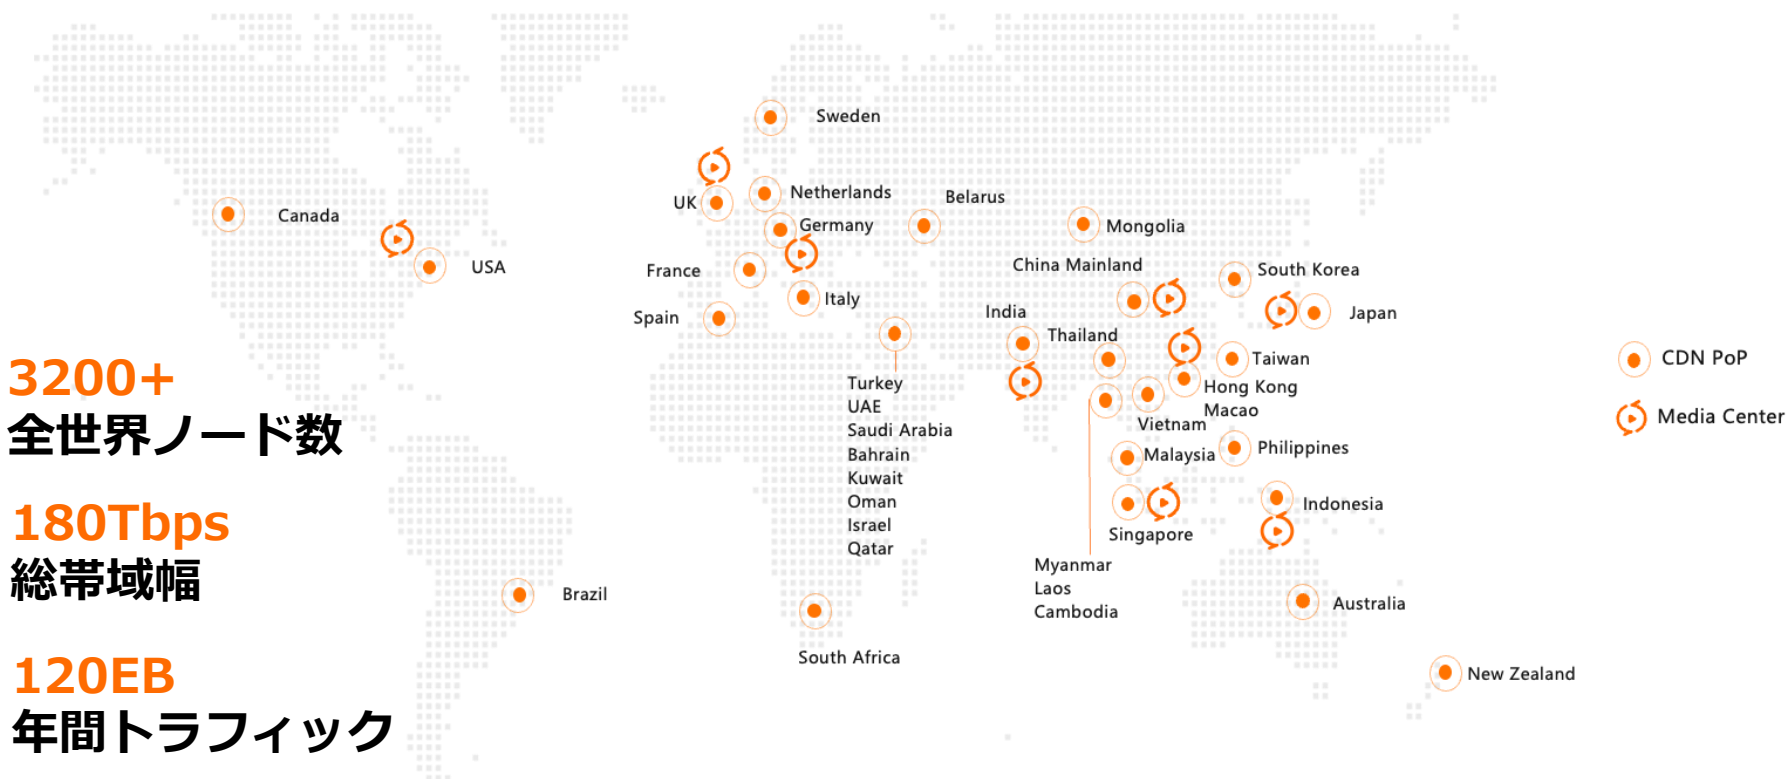 Sweden
UK
Netherlands
Belarus
Canada
Germany
Mongolia
USA
France
China Mainland
South Korea
Italy
Spain
India
Japan
Thailand
Taiwan
CDN PoP
Media Center
3200+
全世界ノード数
Turkey
UAE
Saudi Arabia
Bahrain
Kuwait
Oman
Israel
Qatar
Hong Kong
Macao
Vietnam
Malaysia
Philippines
Indonesia
Singapore
180Tbps
総帯域幅
Myanmar
Laos
Cambodia
Brazil
Australia
South Africa
New Zealand
120EB
年間トラフィック